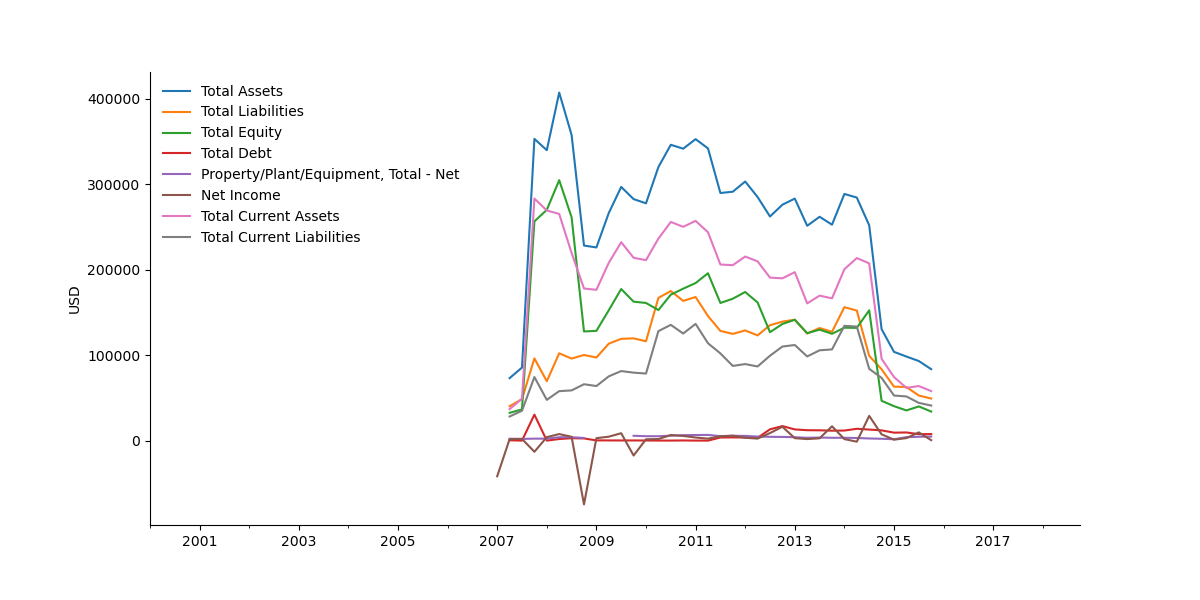 400000
300000
200000
100000
0
USD
Total Assets
Total Liabilities
Total Equity
Total Debt
Property/Plant/Equipment, Total - Net
Net Income
Total Current Assets
Total Current Liabilities
2001 2003 2005 2007 2009 2011 2013 2015 2017